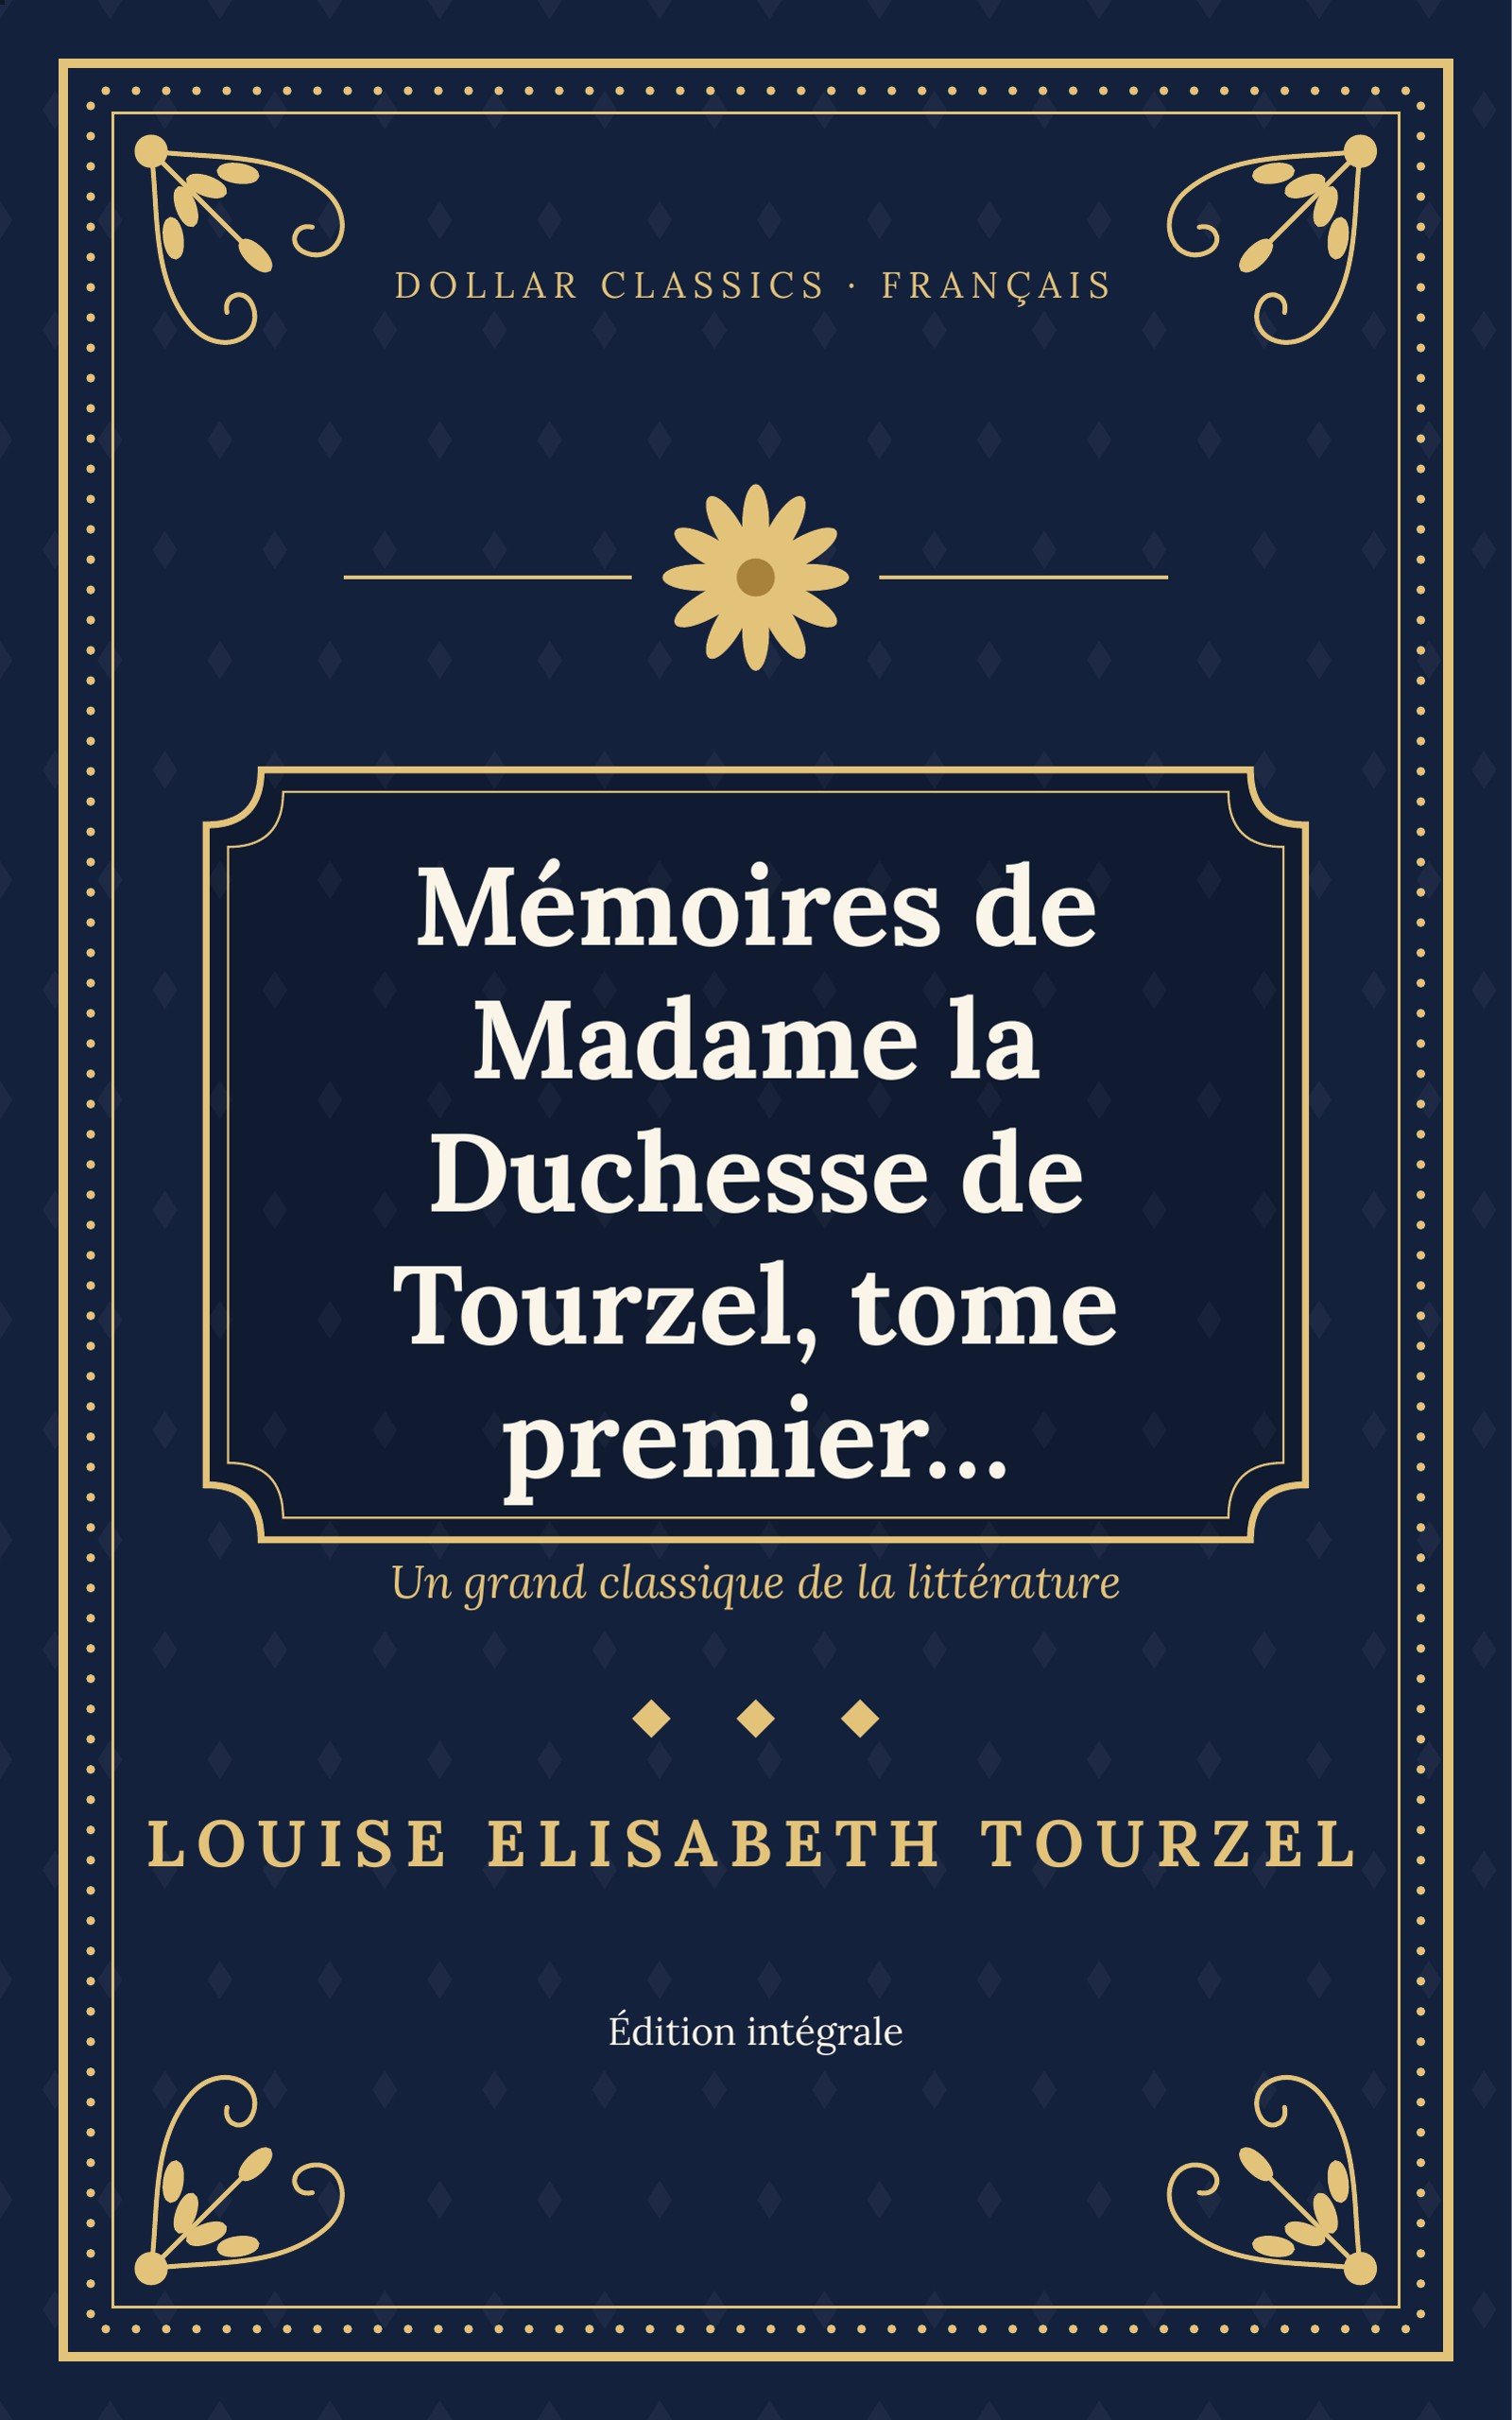 DOLLAR CLASSICS · FRANÇAIS
Mémoires de
Madame la
Duchesse de
Tourzel, tome
premier...
Un grand classique de la littérature
LOUISE ELISABETH TOURZEL
Édition intégrale